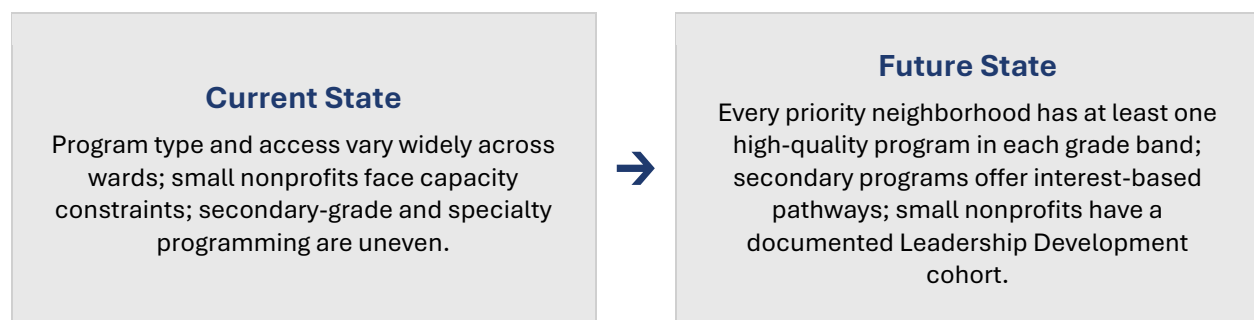 Current State
Program type and access vary widely across
wards; small nonprofits face capacity
constraints; secondary-grade and specialty
programming are uneven.
→
Future State
Every priority neighborhood has at least one
high-quality program in each grade band;
secondary programs offer interest-based
pathways; small nonprofits have a
documented Leadership Development
cohort.